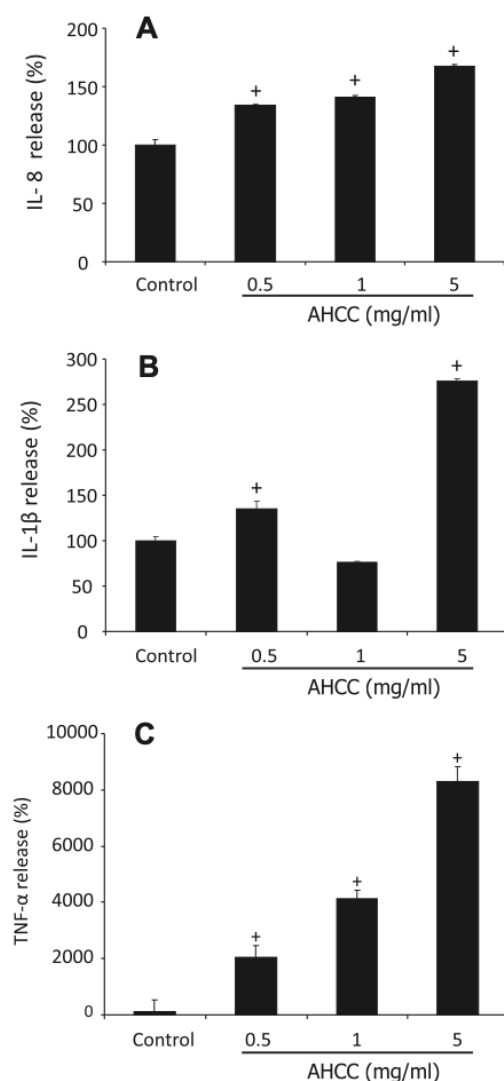 A
IL- 8 release (%)
200
150
100
50
0
Control 0.5 1 5
AHCC (mg/ml)
+ + +
B
IL-1β release (%)
300
250
200
150
100
50
0
Control 0.5 1 5
AHCC (mg/ml)
+ +
C
TNF-α release (%)
10000
8000
6000
4000
2000
0
Control 0.5 1 5
AHCC (mg/ml)
+ + +